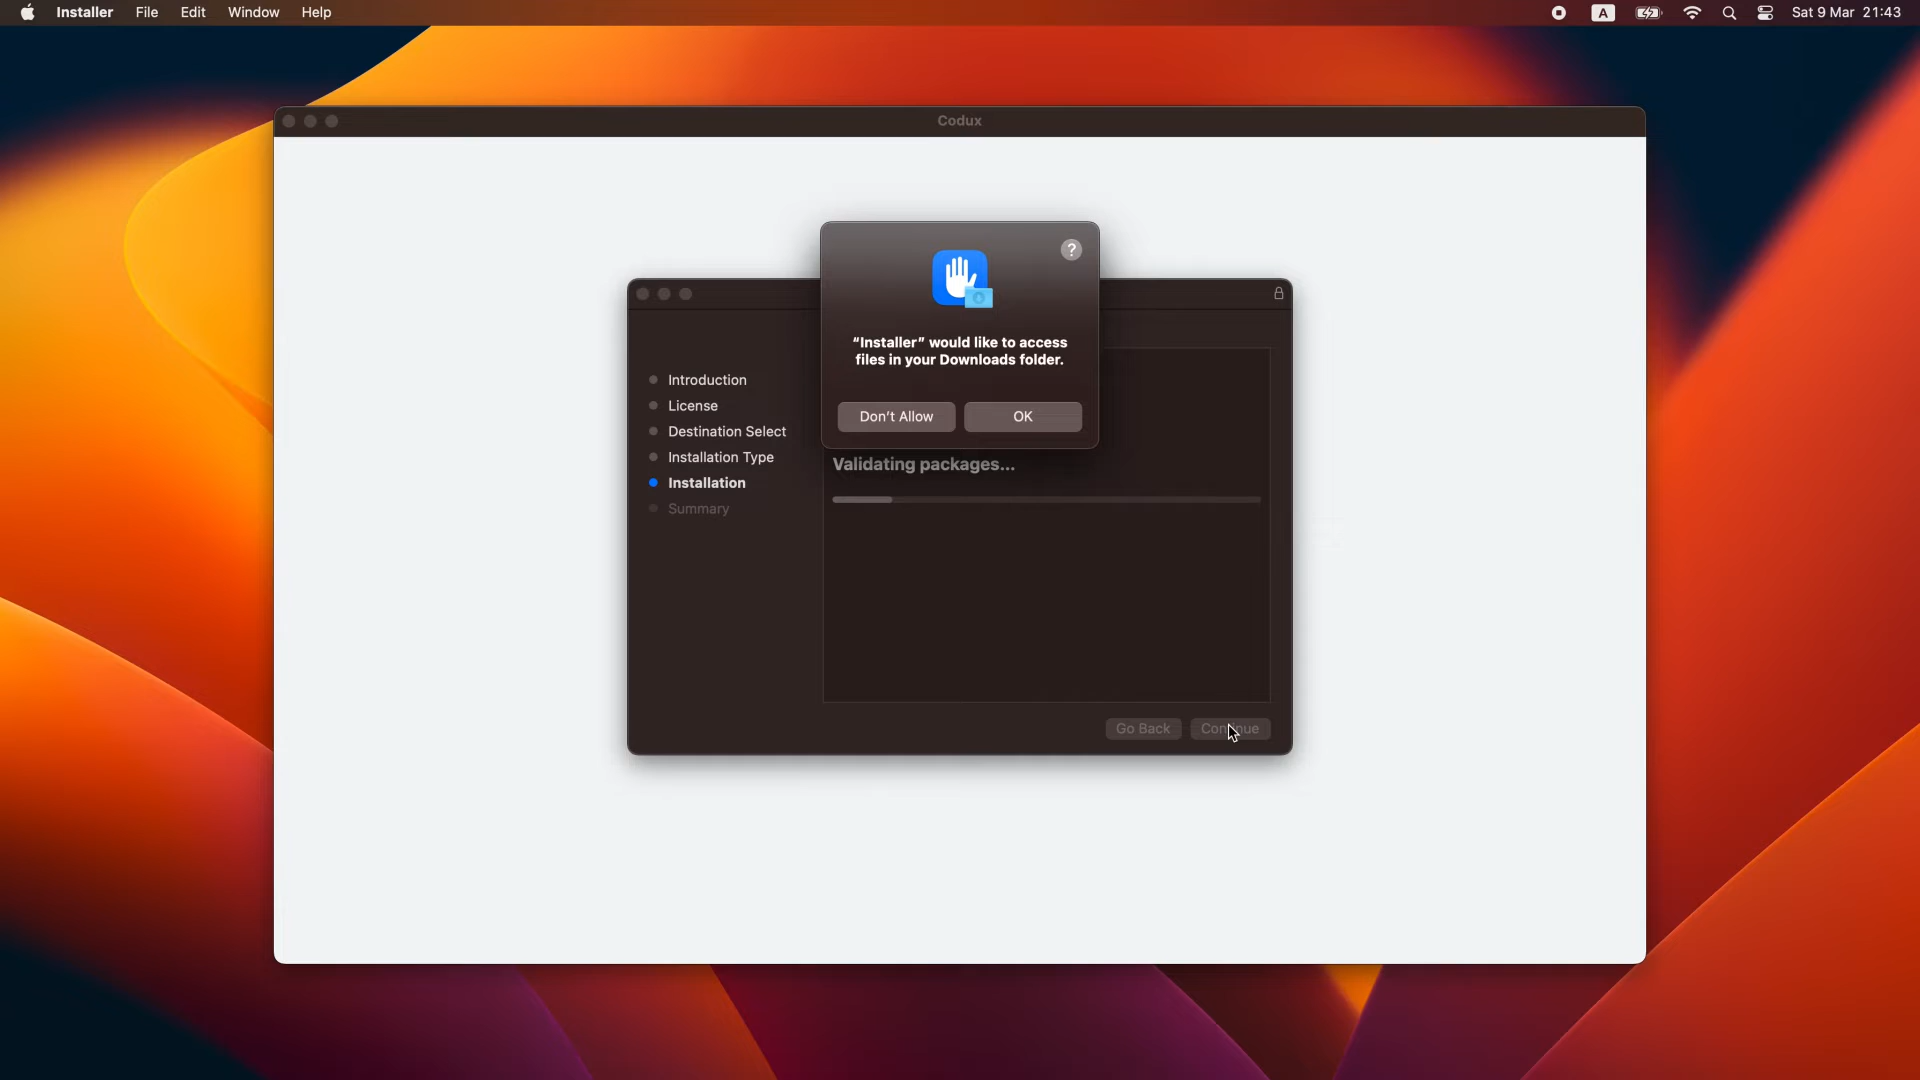 Installer File Edit Window Help
A
Sat 9 Mar 21:43
Codux
?
“Installer” would like to access
files in your Downloads folder.
Don't Allow
OK
Introduction
License
Destination Select
Installation Type
Installation
Summary
Validating packages...
Go Back
Continue